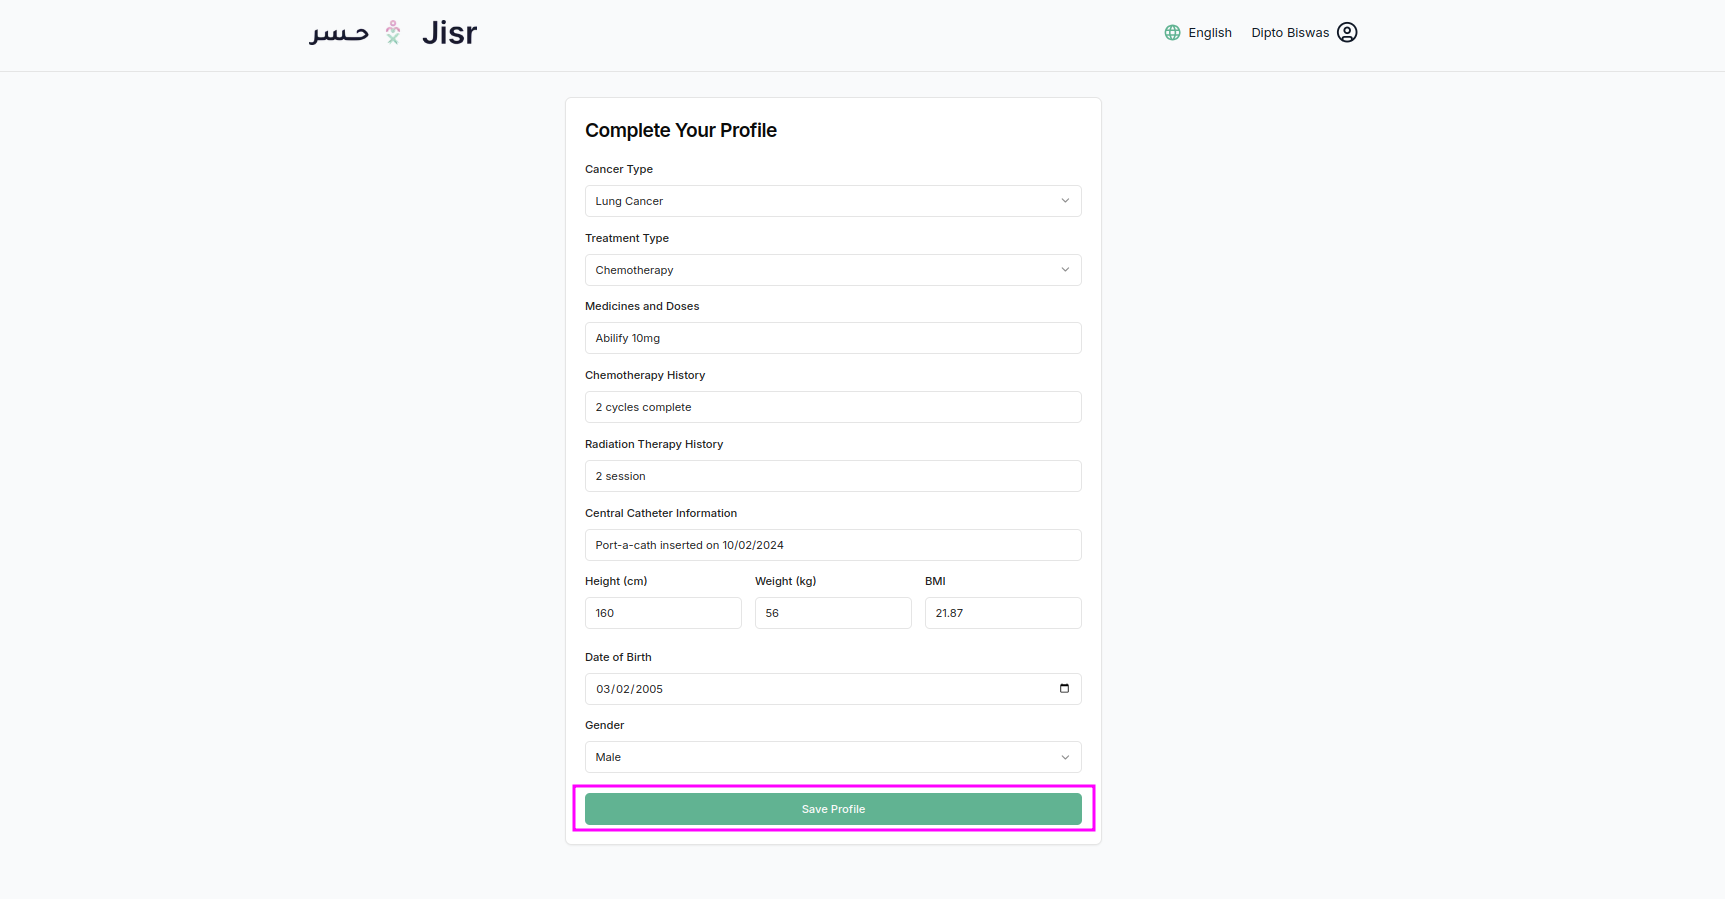 حسر Jisr
English Dipto Biswas
Complete Your Profile
Cancer Type
Lung Cancer
Treatment Type
Chemotherapy
Medicines and Doses
Abilify 10mg
Chemotherapy History
2 cycles complete
Radiation Therapy History
2 session
Central Catheter Information
Port-a-cath inserted on 10/02/2024
Height (cm) Weight (kg) BMI
160 56 21.87
Date of Birth
03/02/2005
Gender
Male
Save Profile